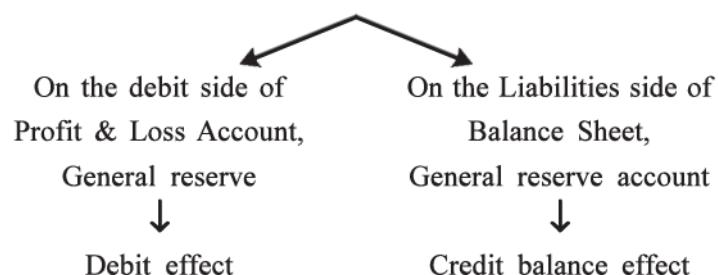 On the debit side of
Profit & Loss Account,
General reserve
Debit effect
On the Liabilities side of
Balance Sheet,
General reserve account
Credit balance effect